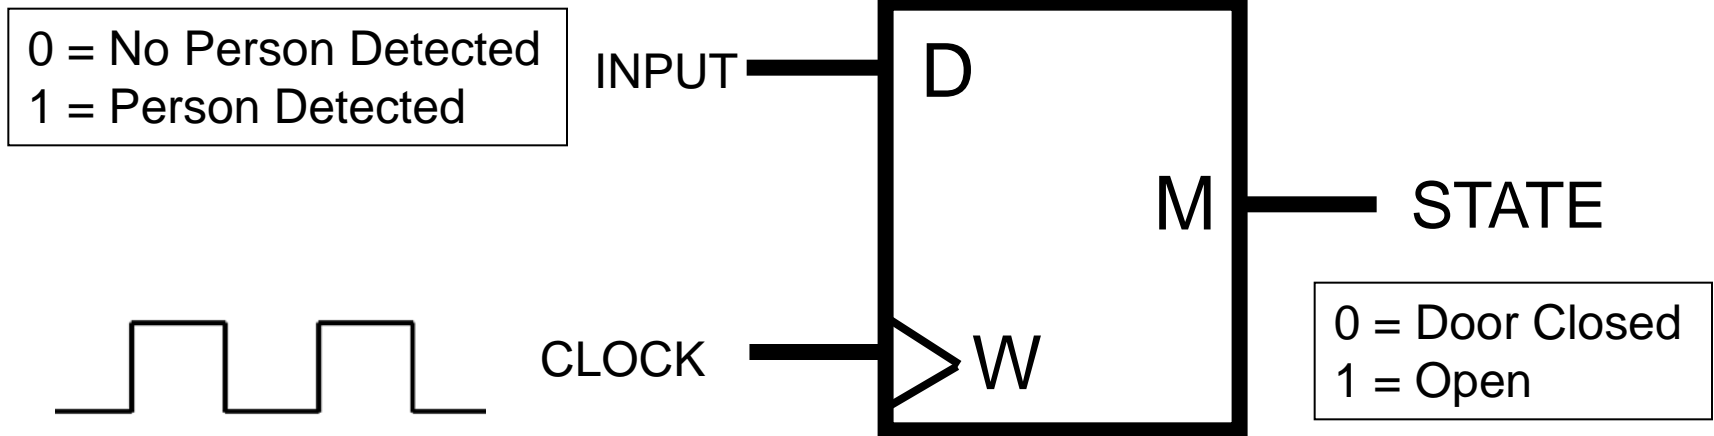 0 = No Person Detected
1 = Person Detected
INPUT
D
M
STATE
CLOCK
W
0 = Door Closed
1 = Open